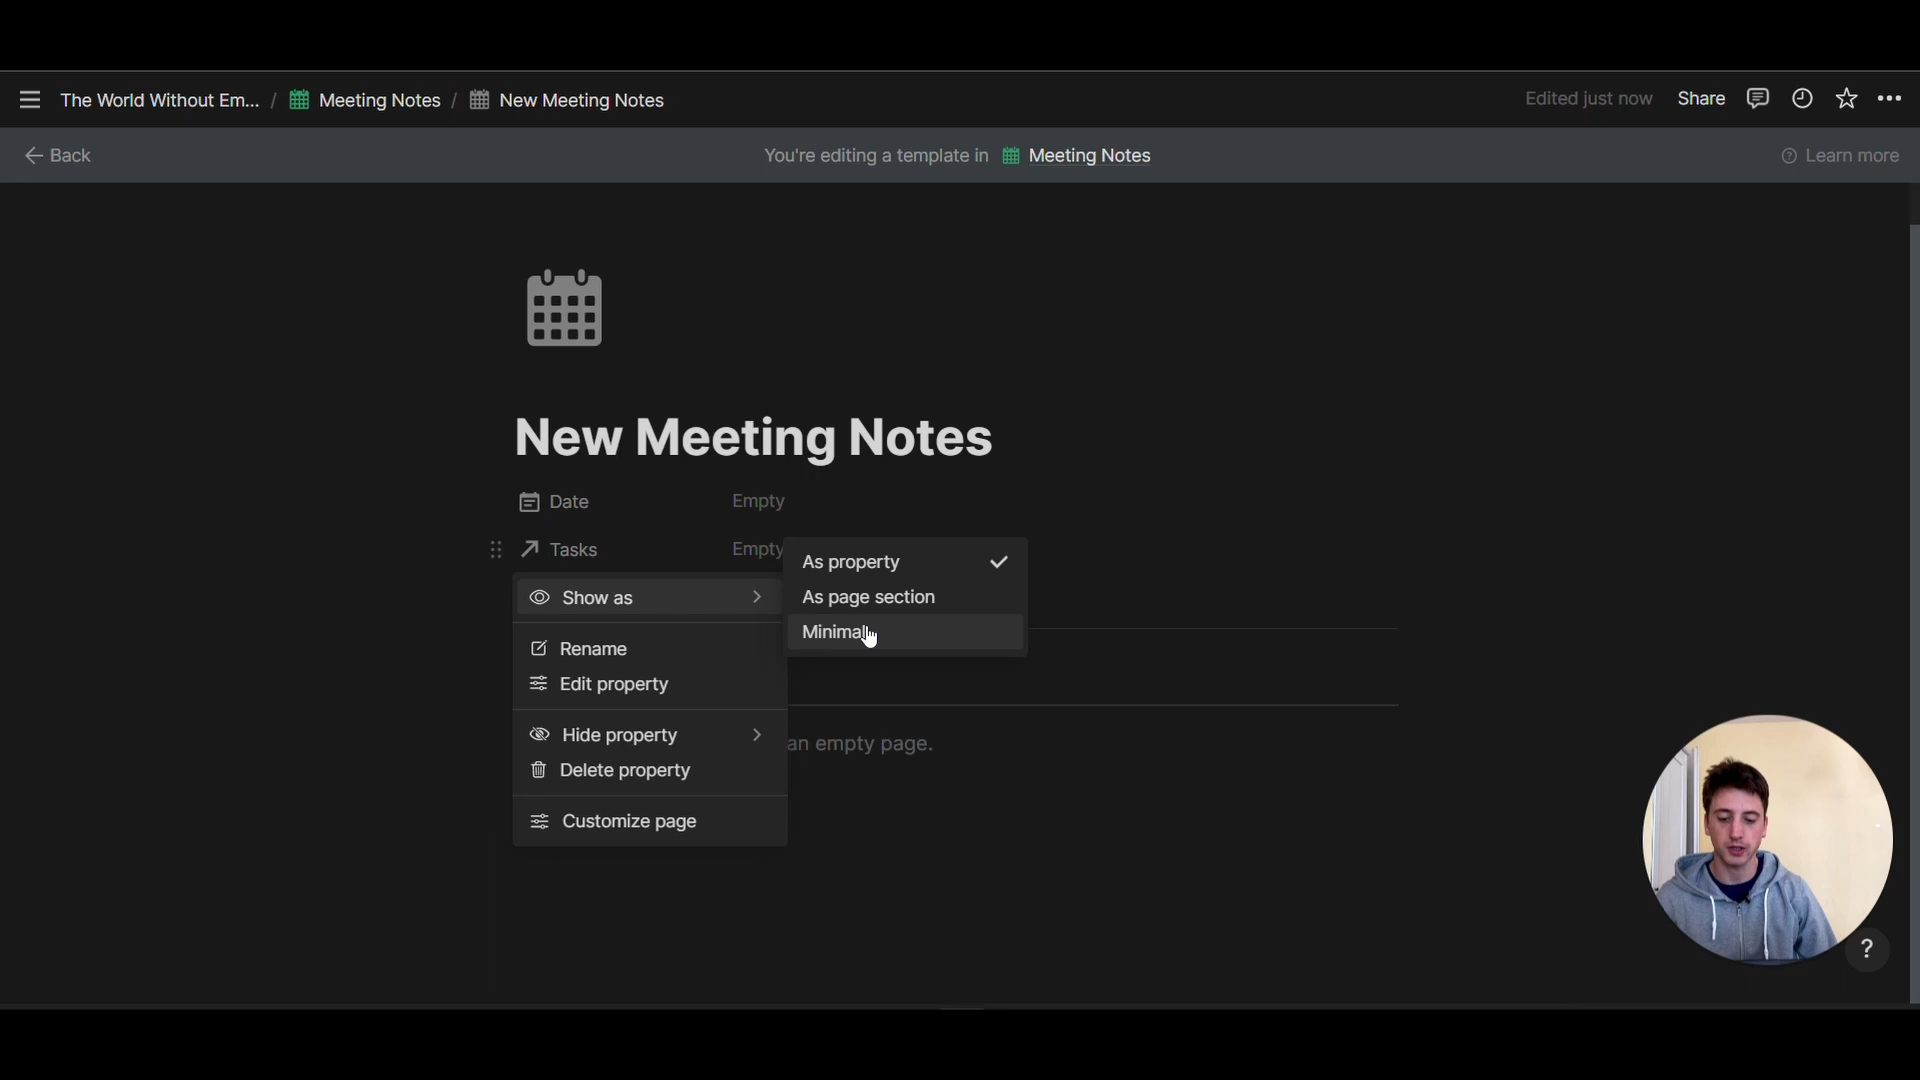 The World Without Em... / Meeting Notes / New Meeting Notes
Edited just now Share
Back
You're editing a template in Meeting Notes
Learn more
New Meeting Notes
Date Empty
Tasks Empty
As property
As page section
Minimal
Show as
Rename
Edit property
Hide property
Delete property
Customize page
an empty page.
?